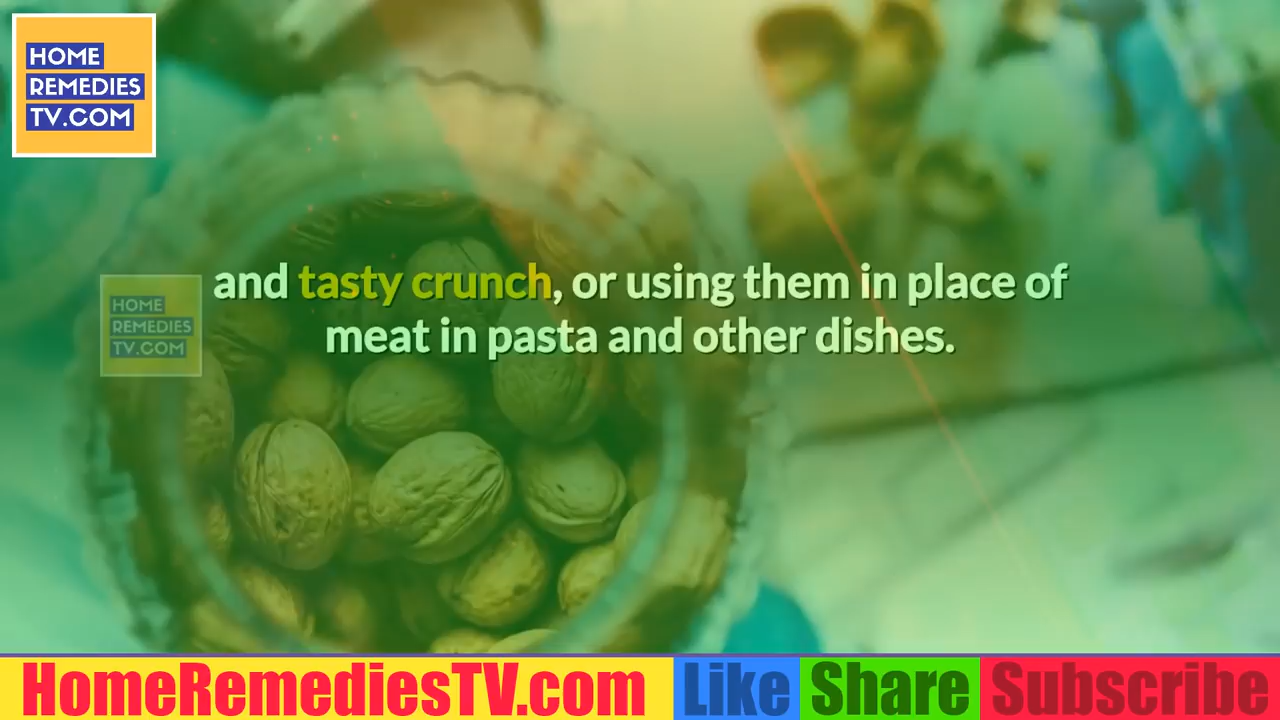 HOME
REMEDIES
TV.COM
and tasty crunch, or using them in place of
meat in pasta and other dishes.
HOME
REMEDIES
TV.COM
HomeRemediesTV.com Like Share Subscribe